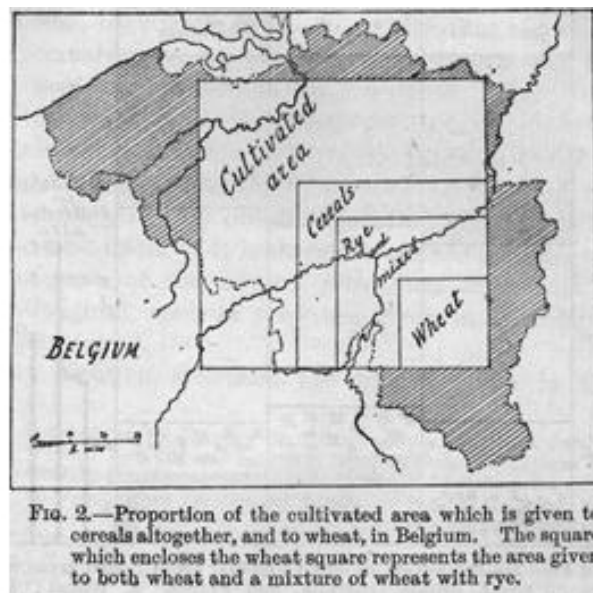 Cultivated
area
Cereals
Rye
mixed
Wheat
BELGIUM
FIG. 2.—Proportion of the cultivated area which is given to
cereals altogether, and to wheat, in Belgium. The square
which encloses the wheat square represents the area given
to both wheat and a mixture of wheat with rye.